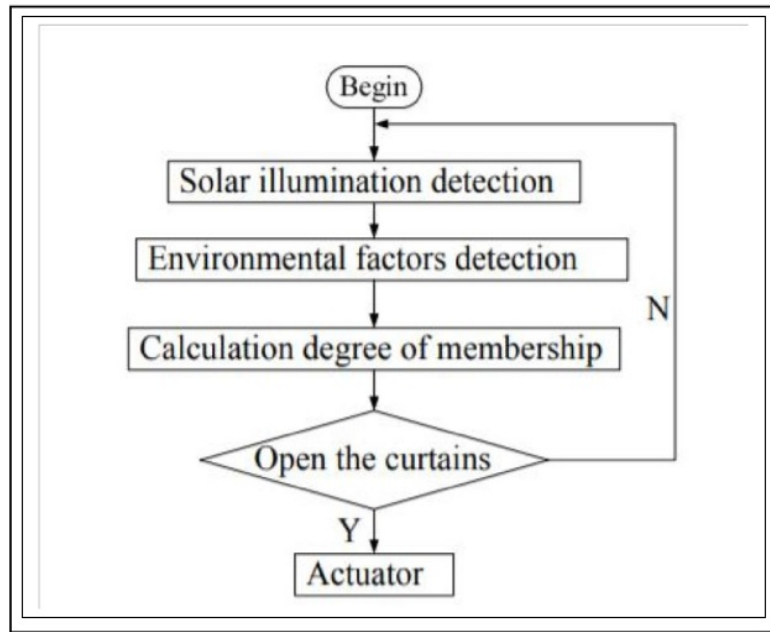 Begin
Solar illumination detection
Environmental factors detection
Calculation degree of membership
N
Open the curtains
Y
Actuator